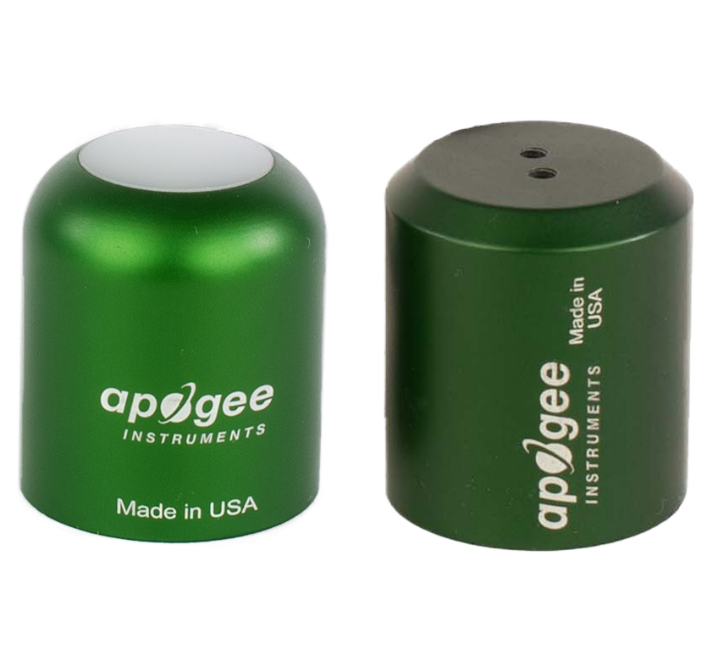 apogee
INSTRUMENTS
Made in USA
apogee
INSTRUMENTS
Made in
USA